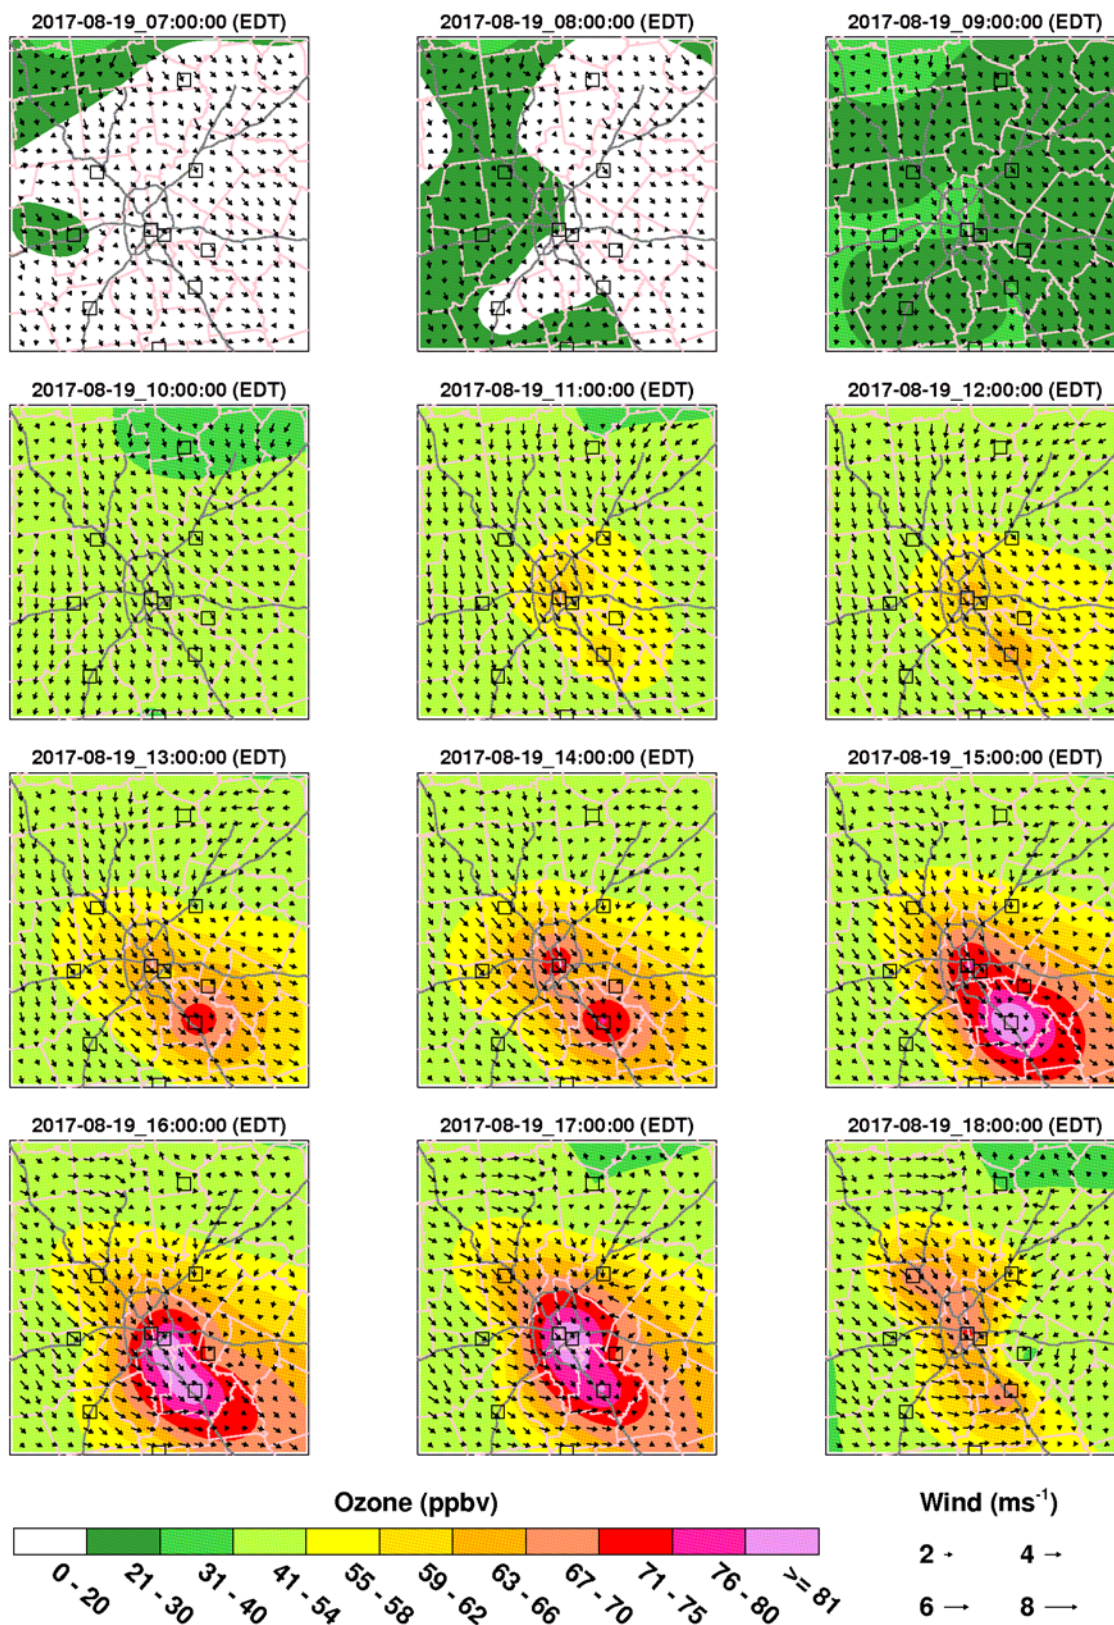 2017-08-19_07:00:00 (EDT)
2017-08-19_08:00:00 (EDT)
2017-08-19_09:00:00 (EDT)
2017-08-19_10:00:00 (EDT)
2017-08-19_11:00:00 (EDT)
2017-08-19_12:00:00 (EDT)
2017-08-19_13:00:00 (EDT)
2017-08-19_14:00:00 (EDT)
2017-08-19_15:00:00 (EDT)
2017-08-19_16:00:00 (EDT)
2017-08-19_17:00:00 (EDT)
2017-08-19_18:00:00 (EDT)
Ozone (ppbv)
0 - 20
21 - 30
31 - 40
41 - 54
55 - 58
59 - 62
63 - 66
67 - 70
71 - 75
76 - 80
>= 81
Wind (ms⁻¹)
2
4
6
8